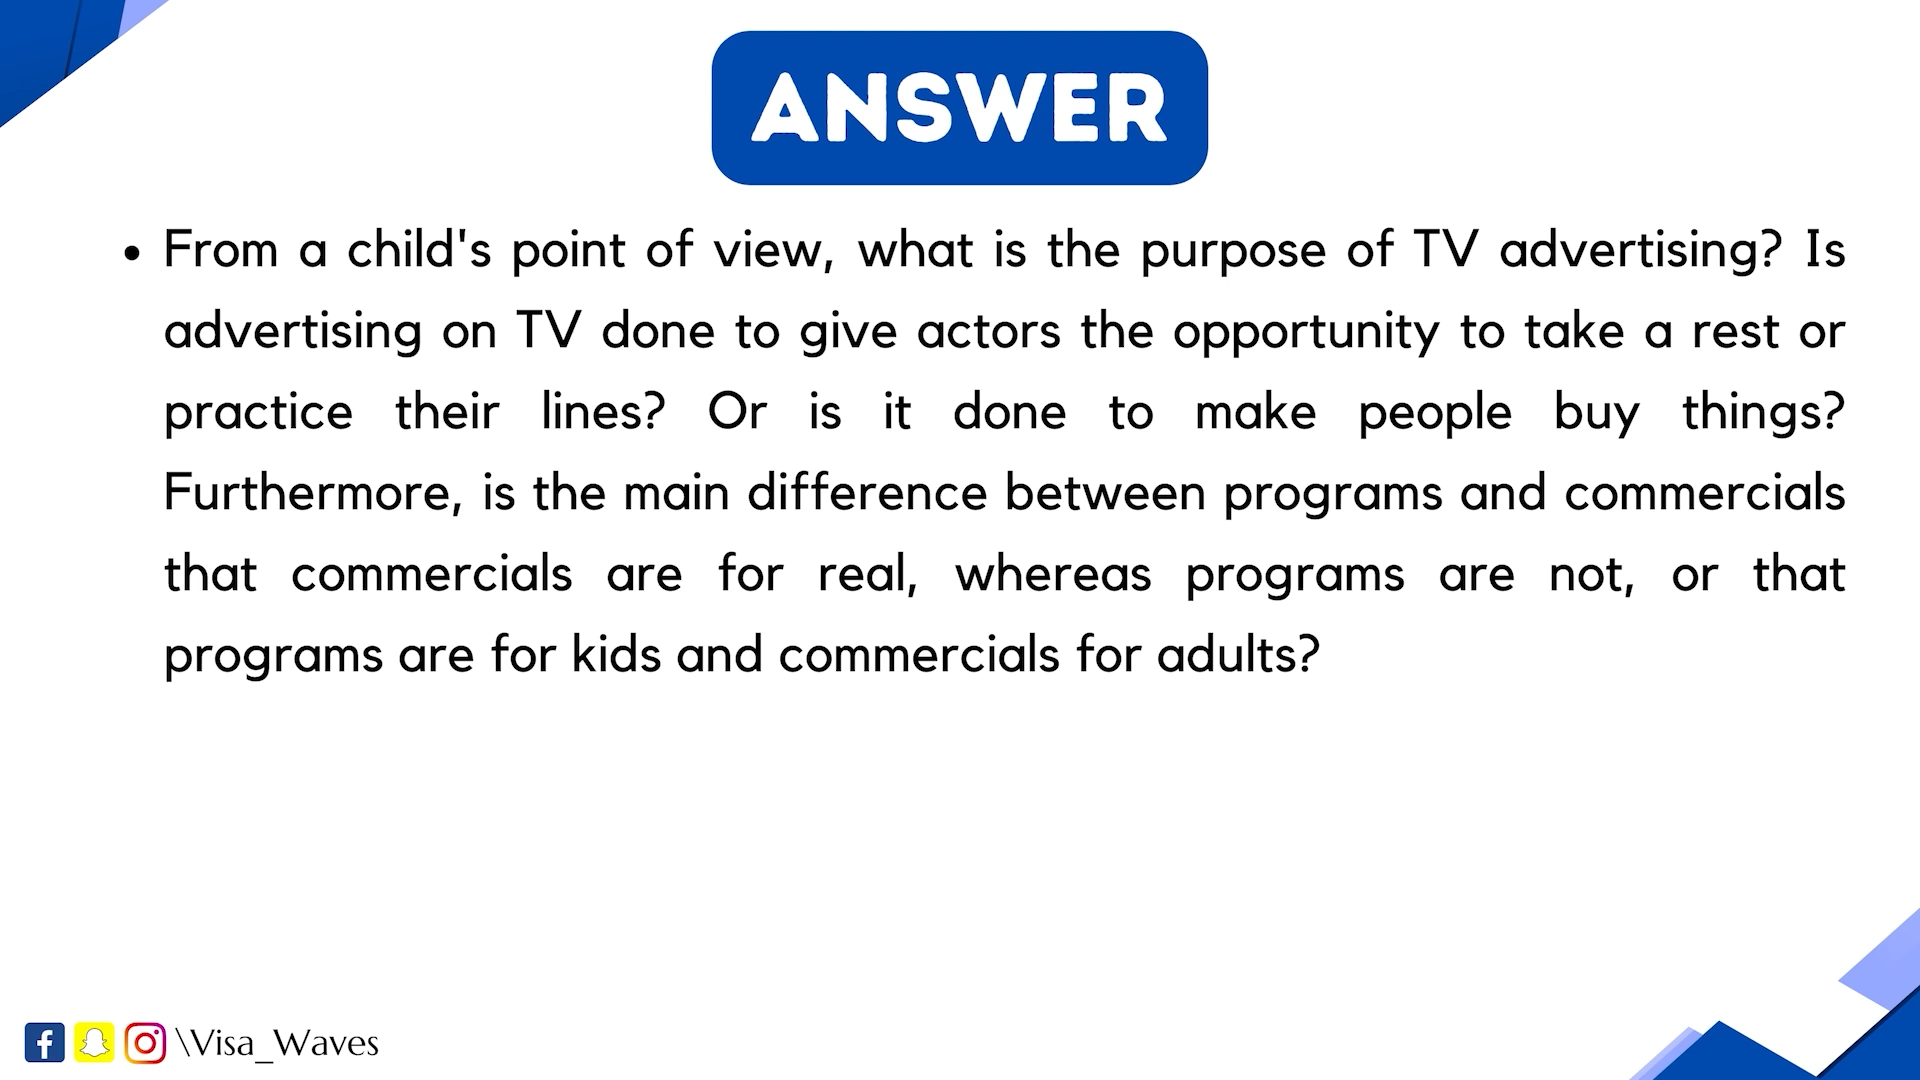 ANSWER
• From a child's point of view, what is the purpose of TV advertising? Is
advertising on TV done to give actors the opportunity to take a rest or
practice their lines? Or is it done to make people buy things?
Furthermore, is the main difference between programs and commercials
that commercials are for real, whereas programs are not, or that
programs are for kids and commercials for adults?
\Visa_Waves